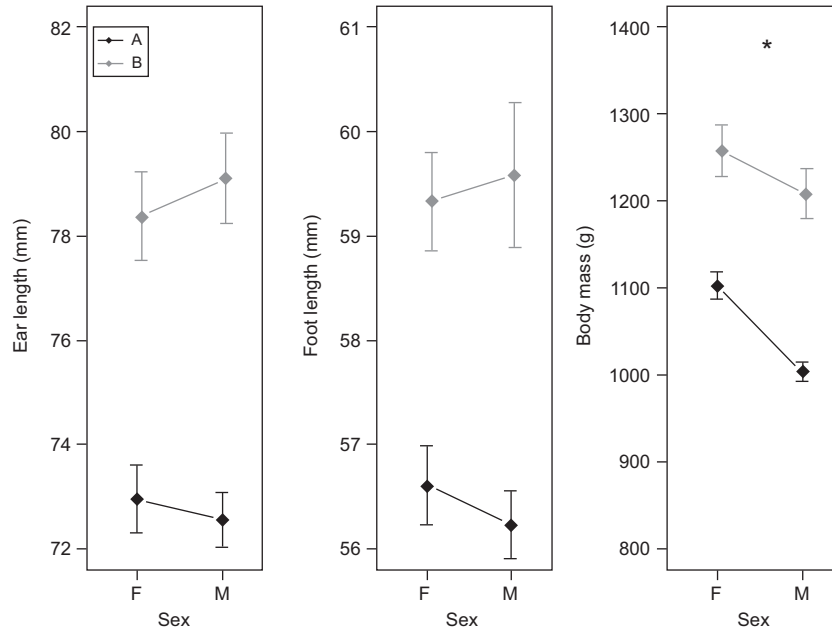 Ear length (mm)
82
80
78
76
74
72
A
B
F
M
Sex
Foot length (mm)
61
60
59
58
57
56
F
M
Sex
Body mass (g)
1400
1300
1200
1100
1000
900
800
*
F
M
Sex